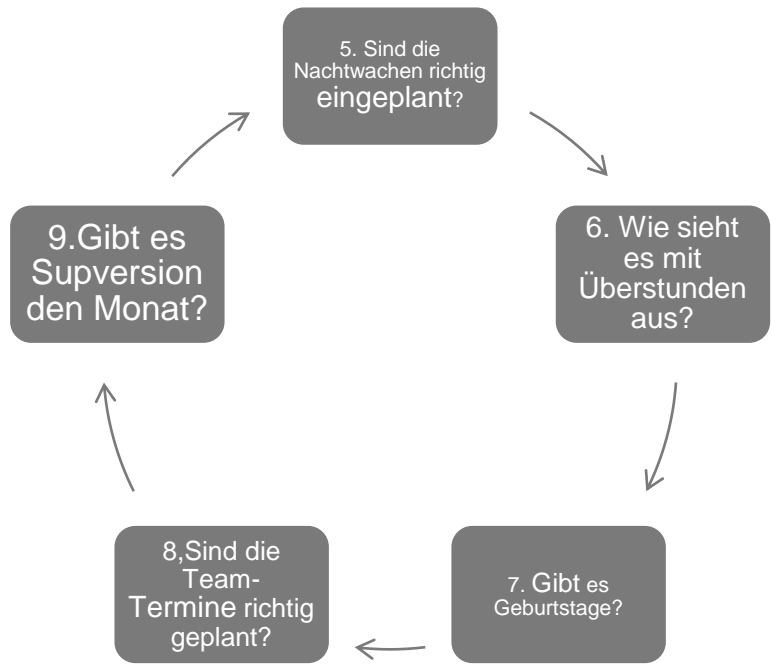 5. Sind die
Nachtwachen richtig
eingeplant?
6. Wie sieht
es mit
Überstunden
aus?
7. Gibt es
Geburtstage?
8,Sind die
Team-
Termine richtig
geplant?
9.Gibt es
Supversion
den Monat?